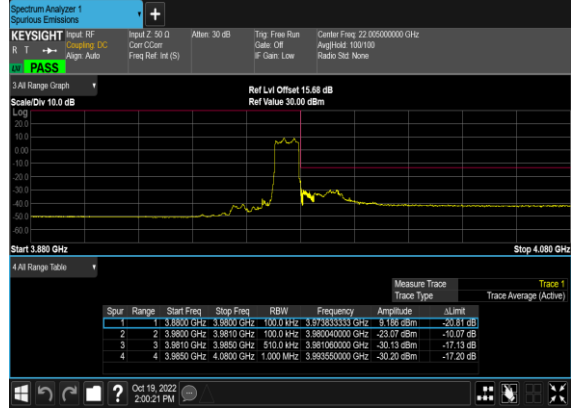 Spectrum Analyzer 1
Spurious Emissions
+
KEYSIGHT Input: RF Input Z: 50 Ω Atten: 30 dB Trig: Free Run Center Freq: 22.005000000 GHz
R T Coupling: DC Corr CCorr Gate: Off Avg|Hold: 100/100
Align: Auto Freq Ref: Int (S) IF Gain: Low Radio Std: None
PASS
3 All Range Graph
Ref Lvl Offset 15.68 dB
Scale/Div 10.0 dB Ref Value 30.00 dBm
Log
20.0
10.0
0.00
-10.0
-20.0
-30.0
-40.0
-50.0
-60.0
Start 3.880 GHz Stop 4.080 GHz
4 All Range Table
Measure Trace Trace 1
Trace Type Trace Average (Active)
Spur Range Start Freq Stop Freq RBW Frequency Amplitude ΔLimit
1 1 3.8800 GHz 3.9800 GHz 100.0 kHz 3.973833333 GHz 9.186 dBm -20.81 dB
2 2 3.9800 GHz 3.9810 GHz 100.0 kHz 3.980040000 GHz -23.07 dBm -10.07 dB
3 3 3.9810 GHz 3.9850 GHz 510.0 kHz 3.981060000 GHz -30.13 dBm -17.13 dB
4 4 3.9850 GHz 4.0800 GHz 1.000 MHz 3.993550000 GHz -30.20 dBm -17.20 dB
? Oct 19, 2022
2:00:21 PM